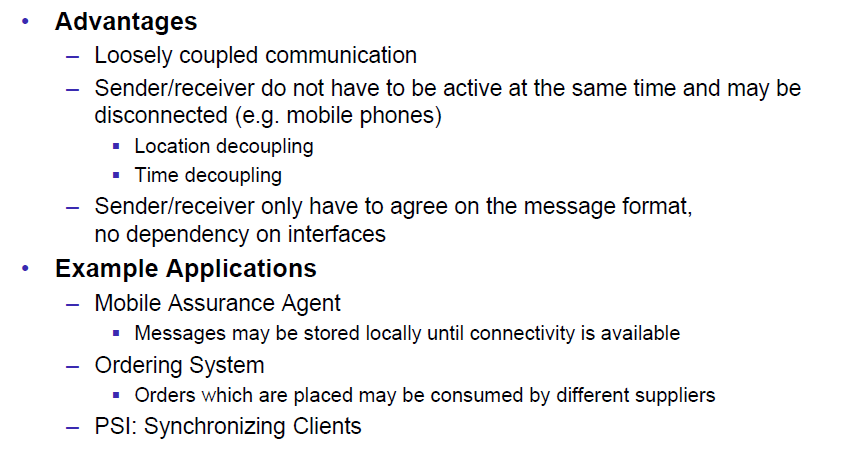 • Advantages
– Loosely coupled communication
– Sender/receiver do not have to be active at the same time and may be
disconnected (e.g. mobile phones)
▪ Location decoupling
▪ Time decoupling
– Sender/receiver only have to agree on the message format,
no dependency on interfaces
• Example Applications
– Mobile Assurance Agent
▪ Messages may be stored locally until connectivity is available
– Ordering System
▪ Orders which are placed may be consumed by different suppliers
– PSI: Synchronizing Clients